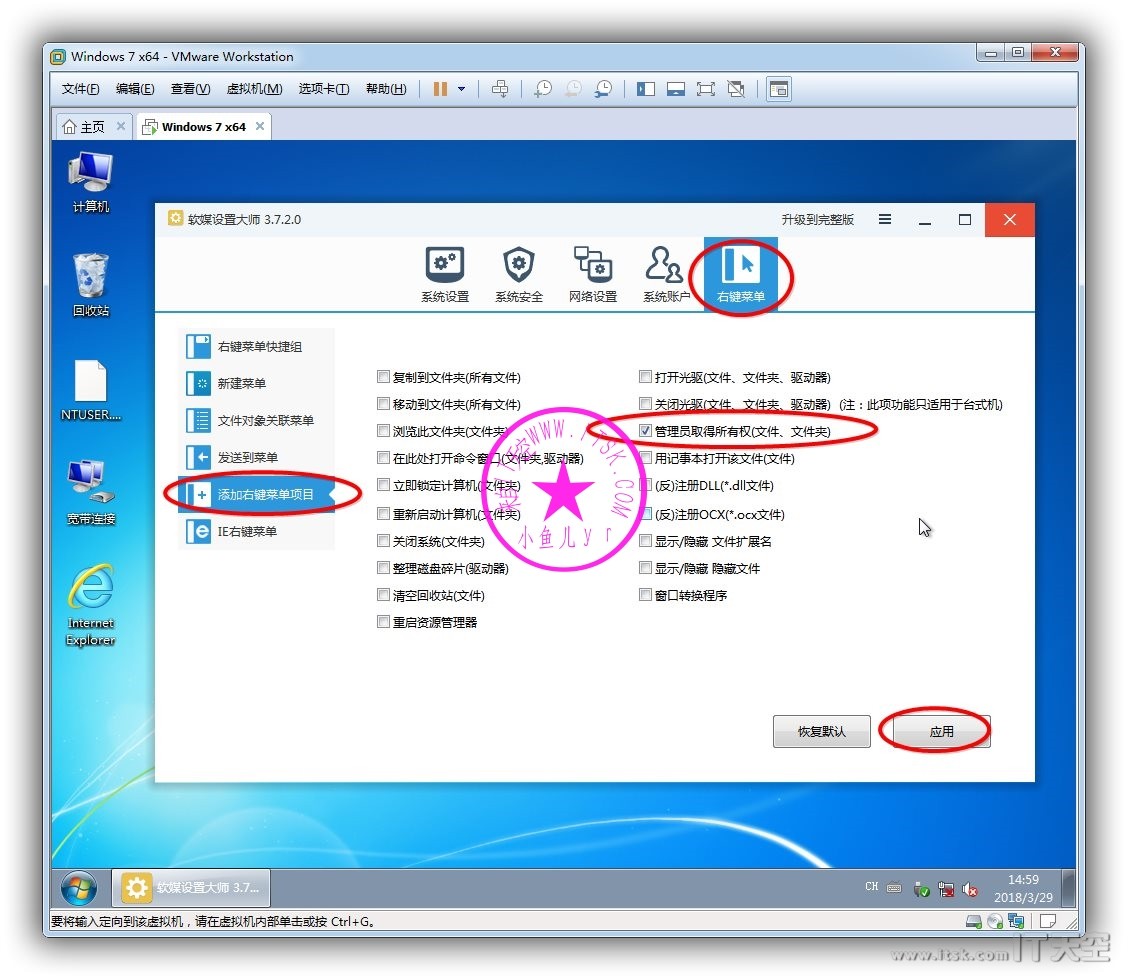 Windows 7 x64 - VMware Workstation
文件(F) 编辑(E) 查看(V) 虚拟机(M) 选项卡(T) 帮助(H)
主页 Windows 7 x64
计算机
回收站
NTUSER....
宽带连接
Internet
Explorer
软媒设置大师 3.7.2.0
升级到完整版
系统设置 系统安全 网络设置 系统账户 右键菜单
右键菜单快捷组
新建菜单
文件对象关联菜单
发送到菜单
添加右键菜单项目
IE右键菜单
复制到文件夹(所有文件)
移动到文件夹(所有文件)
浏览此文件夹(文件夹)
在此处打开命令窗口(文件夹,驱动器)
立即锁定计算机(文件夹)
重新启动计算机(文件夹)
关闭系统(文件夹)
整理磁盘碎片(驱动器)
清空回收站(文件)
重启资源管理器
打开光驱(文件、文件夹、驱动器)
关闭光驱(文件、文件夹、驱动器) (注：此项功能只适用于台式机)
管理员取得所有权(文件、文件夹)
用记事本打开该文件(文件)
(反)注册DLL(*.dll文件)
(反)注册OCX(*.ocx文件)
显示/隐藏 文件扩展名
显示/隐藏 隐藏文件
窗口转换程序
来自IT天空WWW.ITSK.COM
小鱼儿yr
恢复默认 应用
软媒设置大师 3.7...
CH
14:59
2018/3/29
要将输入定向到该虚拟机，请在虚拟机内部单击或按 Ctrl+G。
www.itsk.com IT天空